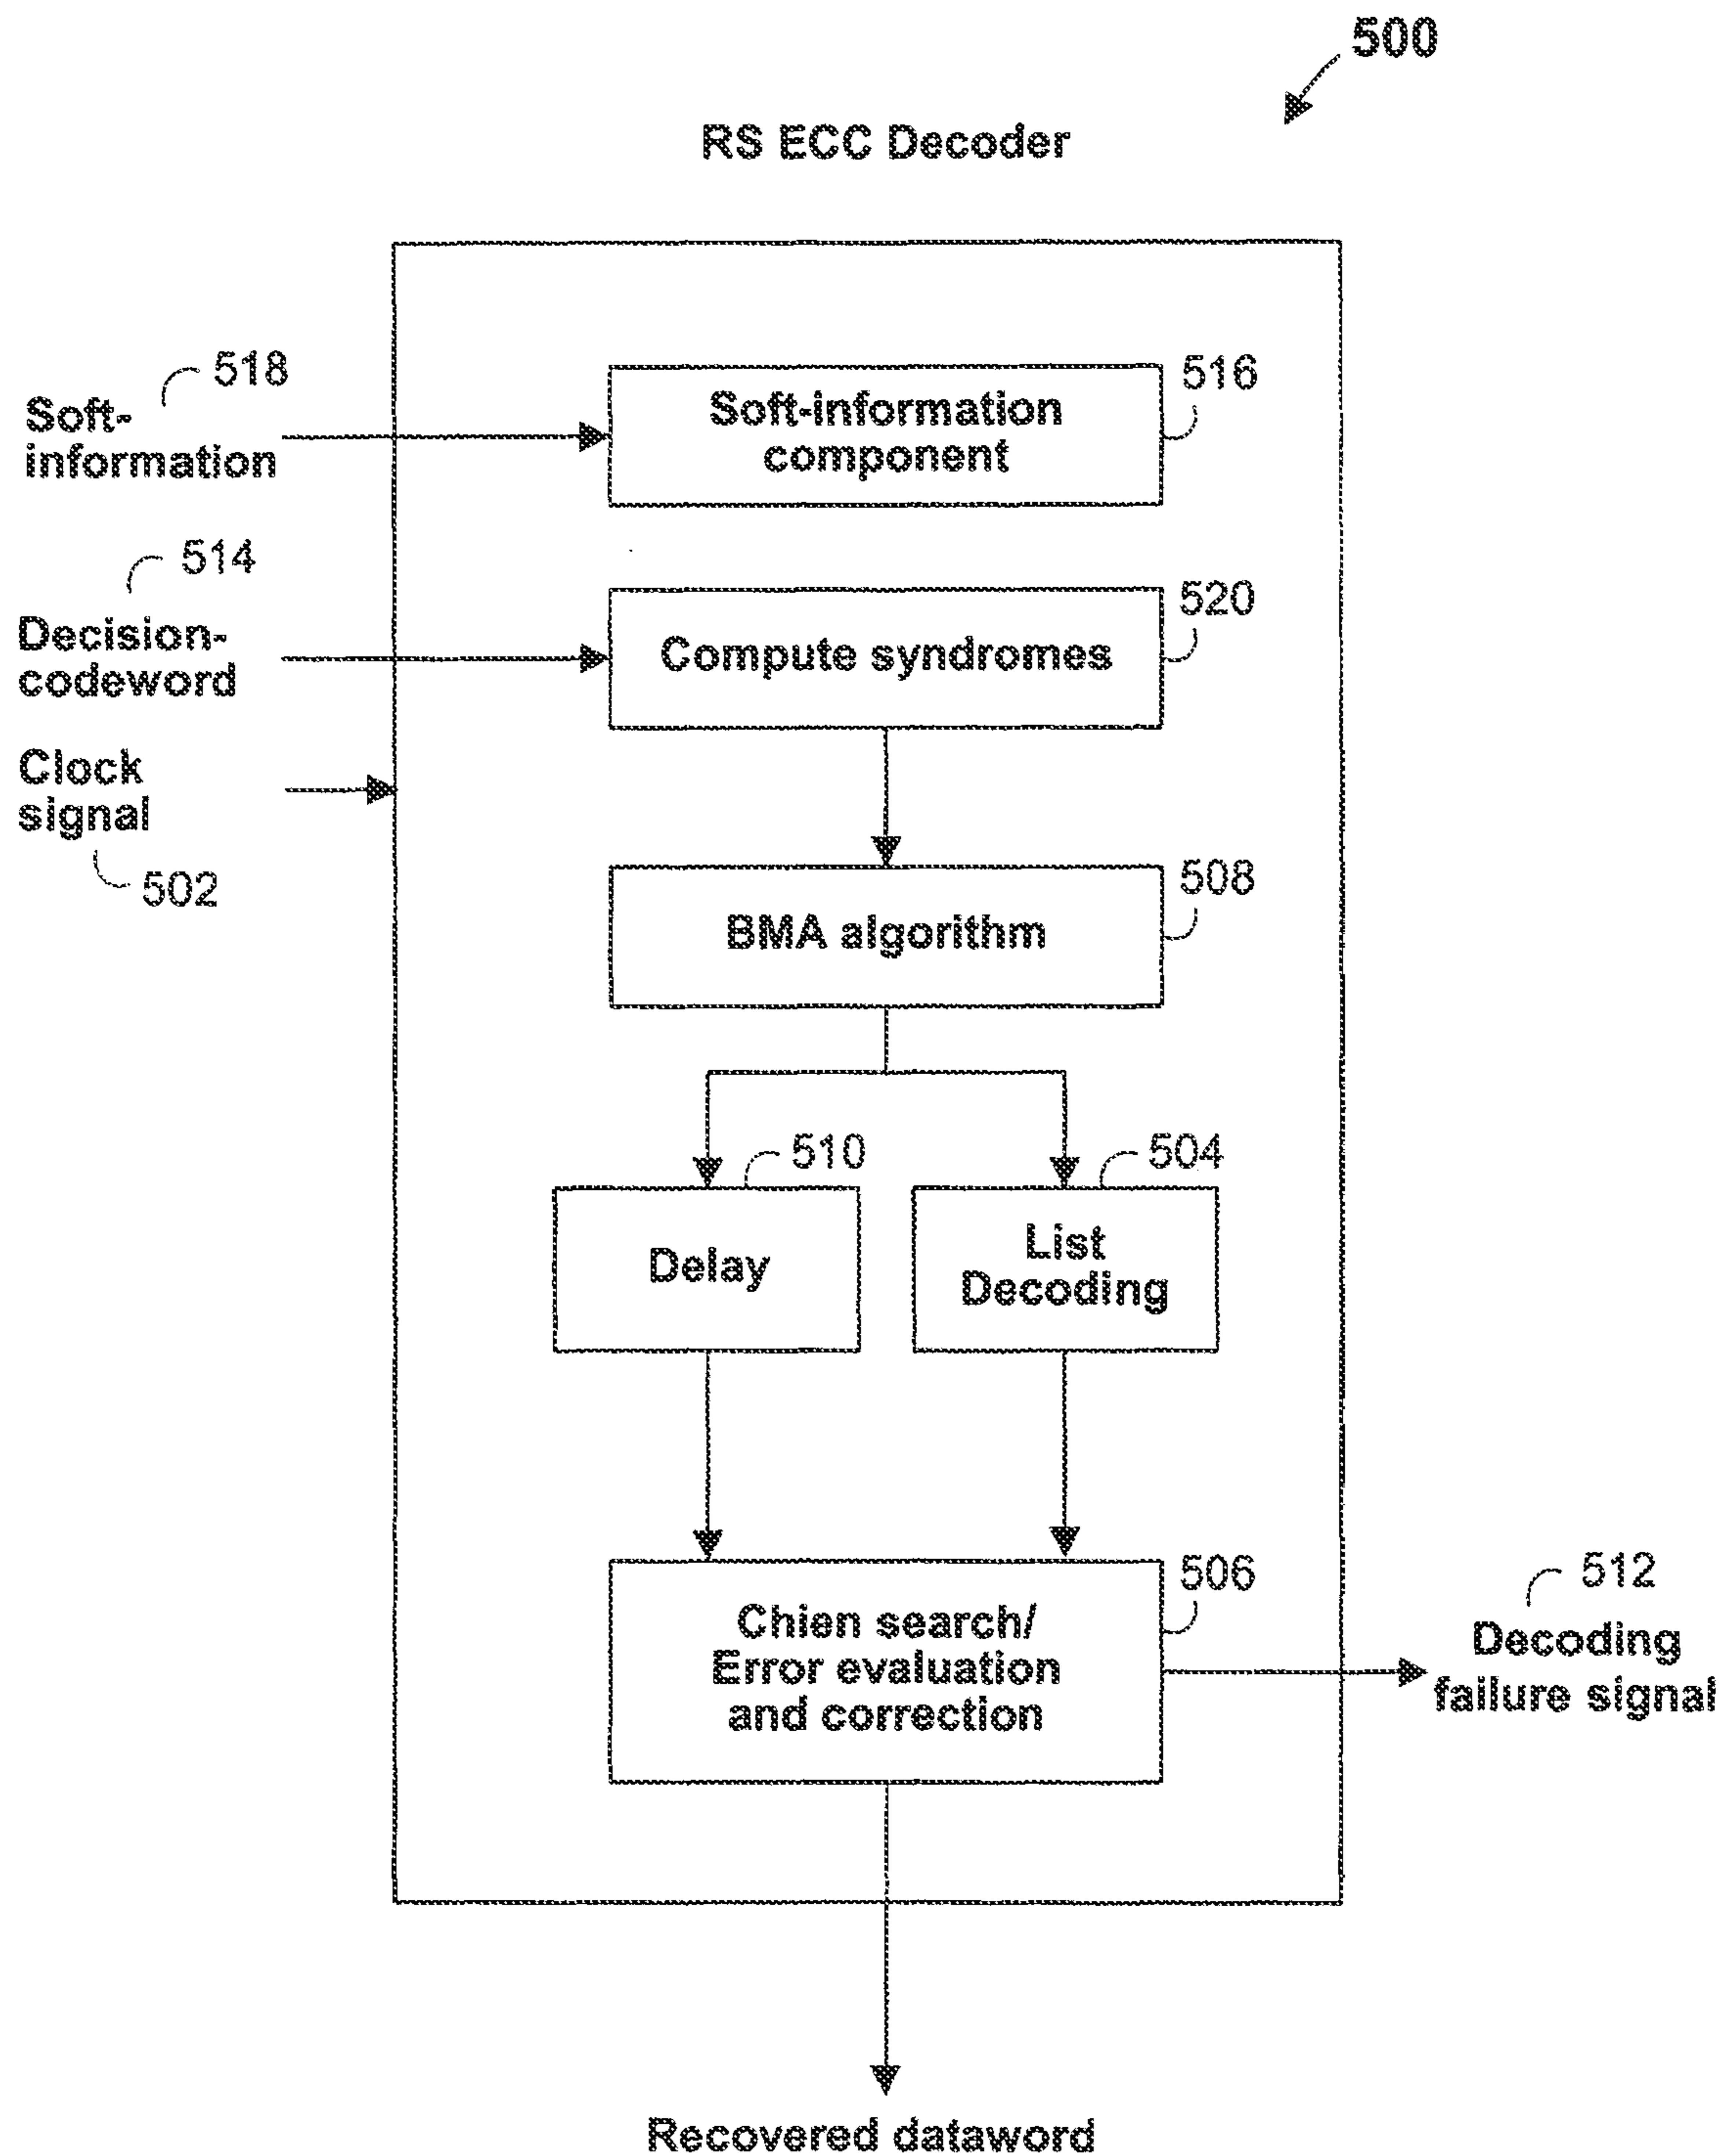 500
RS ECC Decoder
518
Soft-
information
Soft-information
component
516
514
Decision-
codeword
Compute syndromes
520
Clock
signal
502
BMA algorithm
508
510
504
Delay
List
Decoding
Chien search/
Error evaluation
and correction
506
512
Decoding
failure signal
Recovered dataword